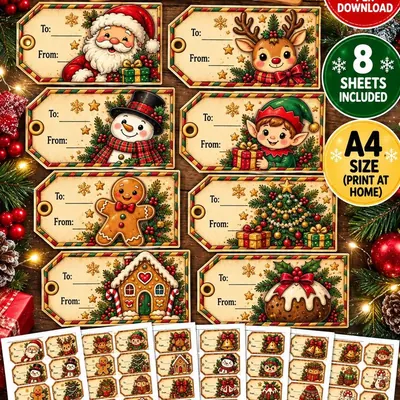 DOWNLOAD
8
SHEETS
INCLUDED
A4
SIZE
(PRINT AT
HOME)
To:
From:
To:
From:
To:
From:
To:
From:
To:
From:
To:
From:
To:
From:
To:
From: